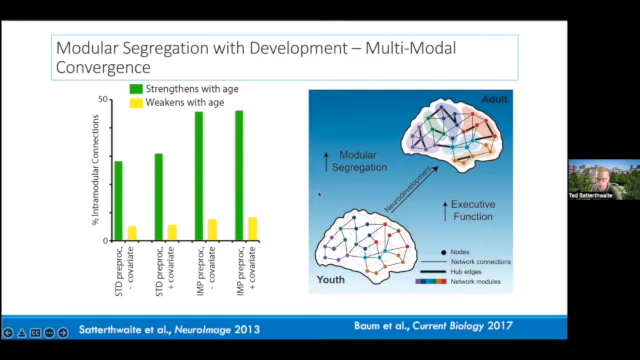 Modular Segregation with Development – Multi-Modal
Convergence
Strengthens with age
Weakens with age
50
0
% Intramodular Connections
STD preproc,
- covariate
STD preproc,
+ covariate
IMP preproc,
- covariate
IMP preproc,
+ covariate
Adult
Modular
Segregation
Neurodevelopment
Executive
Function
Youth
Nodes
Network connections
Hub edges
Network modules
Satterthwaite et al., NeuroImage 2013
Baum et al., Current Biology 2017
Ted Satterthwaite